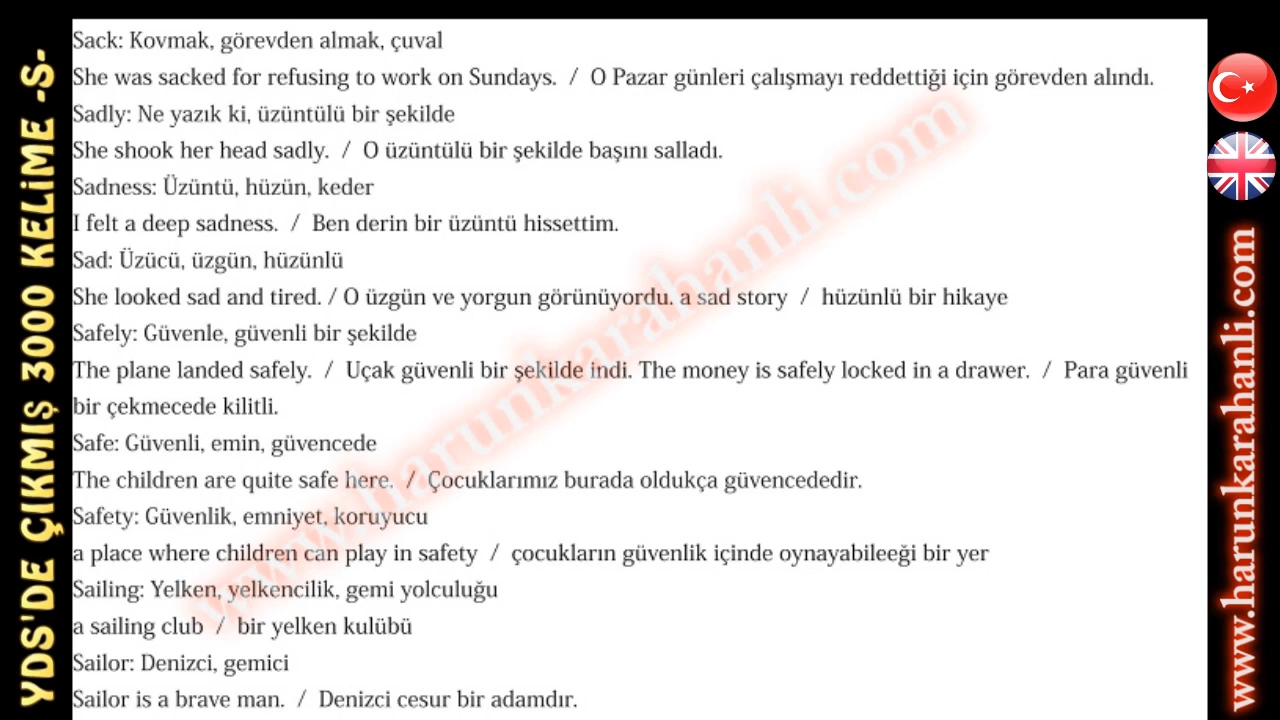 Sack: Kovmak, görevden almak, çuval
She was sacked for refusing to work on Sundays. / O Pazar günleri çalışmayı reddettiği için görevden alındı.
Sadly: Ne yazık ki, üzüntülü bir şekilde
She shook her head sadly. / O üzüntülü bir şekilde başını salladı.
Sadness: Üzüntü, hüzün, keder
I felt a deep sadness. / Ben derin bir üzüntü hissettim.
Sad: Üzücü, üzgün, hüzünlü
She looked sad and tired. / O üzgün ve yorgun görünüyordu. a sad story / hüzünlü bir hikaye
Safely: Güvenle, güvenli bir şekilde
The plane landed safely. / Uçak güvenli bir şekilde indi. The money is safely locked in a drawer. / Para güvenli
bir çekmecede kilitli.
Safe: Güvenli, emin, güvencede
The children are quite safe here. / Çocuklarımız burada oldukça güvencededir.
Safety: Güvenlik, emniyet, koruyucu
a place where children can play in safety / çocukların güvenlik içinde oynayabileeği bir yer
Sailing: Yelken, yelkencilik, gemi yolculuğu
a sailing club / bir yelken kulübü
Sailor: Denizci, gemici
Sailor is a brave man. / Denizci cesur bir adamdır.
YDS'DE ÇIKMIŞ 3000 KELİME -S-
www.harunkarahanli.com
www.harunkarahanli.com